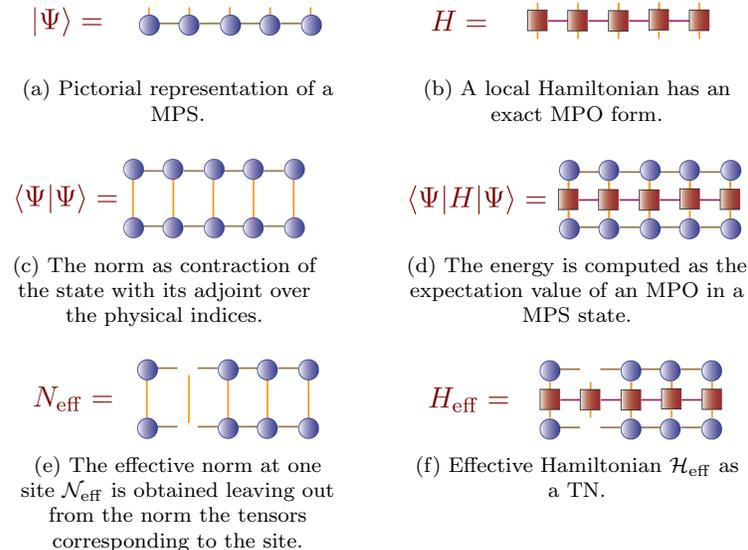 |Ψ⟩ =
(a) Pictorial representation of a
MPS.
H =
(b) A local Hamiltonian has an
exact MPO form.
⟨Ψ|Ψ⟩ =
(c) The norm as contraction of
the state with its adjoint over
the physical indices.
⟨Ψ|H|Ψ⟩ =
(d) The energy is computed as the
expectation value of an MPO in a
MPS state.
N_eff =
(e) The effective norm at one
site 𝒩_eff is obtained leaving out
from the norm the tensors
corresponding to the site.
H_eff =
(f) Effective Hamiltonian ℋ_eff as
a TN.